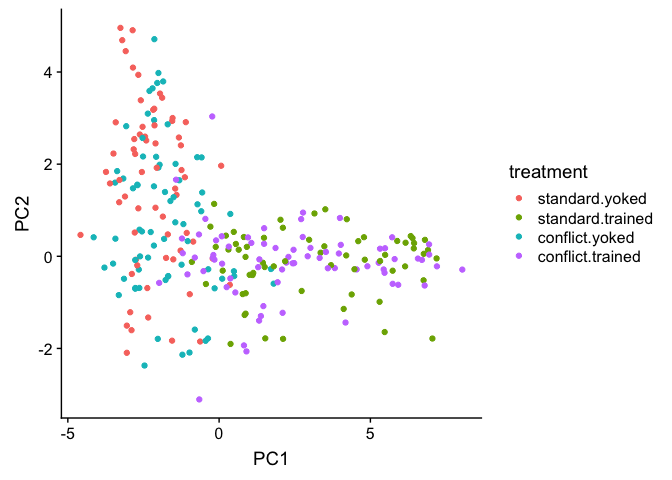 4
2
0
-2
PC2
-5
0
5
PC1
treatment
standard.yoked
standard.trained
conflict.yoked
conflict.trained